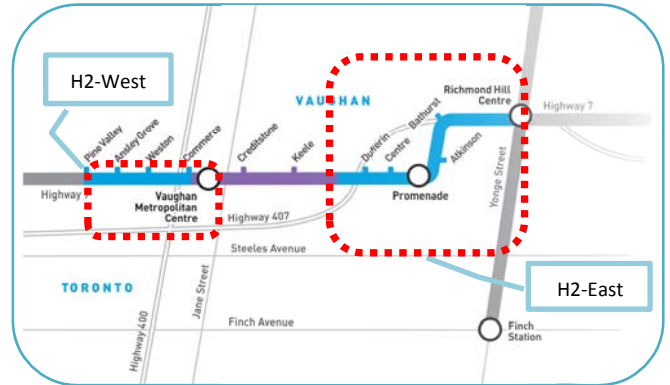 H2-West
Pine Valley
Ansley Grove
Weston
Commerce
VAUGHAN
Creditstone
Keele
Dufferin
Centre
Bathurst
Atkinson
Richmond Hill
Centre
Highway 7
Highway
Vaughan
Metropolitan
Centre
Highway 407
Promenade
Yonge Street
Steeles Avenue
H2-East
TORONTO
Highway 400
Jane Street
Finch Avenue
Finch
Station